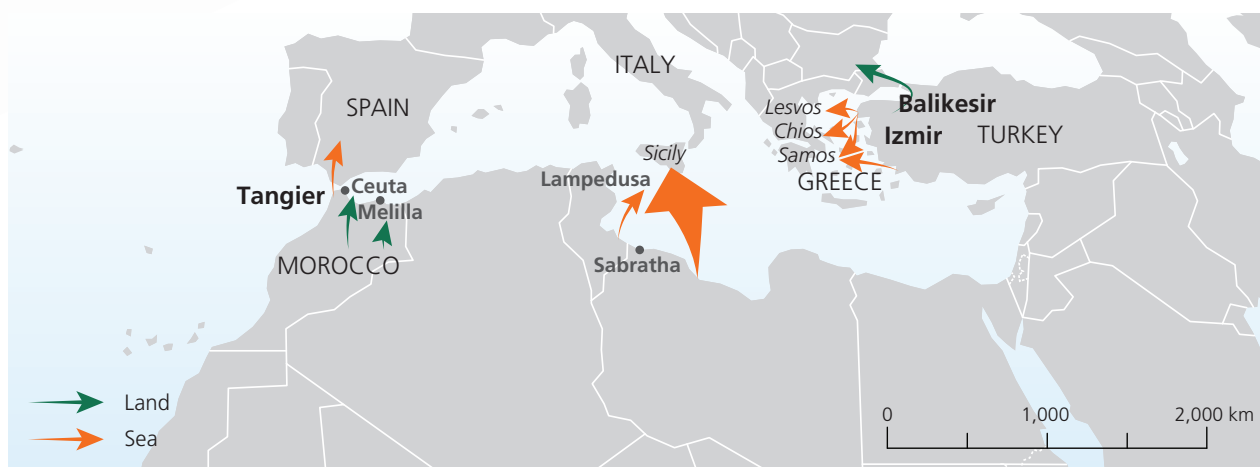 ITALY
SPAIN
Lesvos
Balikesir
Chios
Izmir
TURKEY
Samos
Sicily
GREECE
Lampedusa
Tangier
Ceuta
Melilla
MOROCCO
Sabratha
Land
Sea
0 1,000 2,000 km